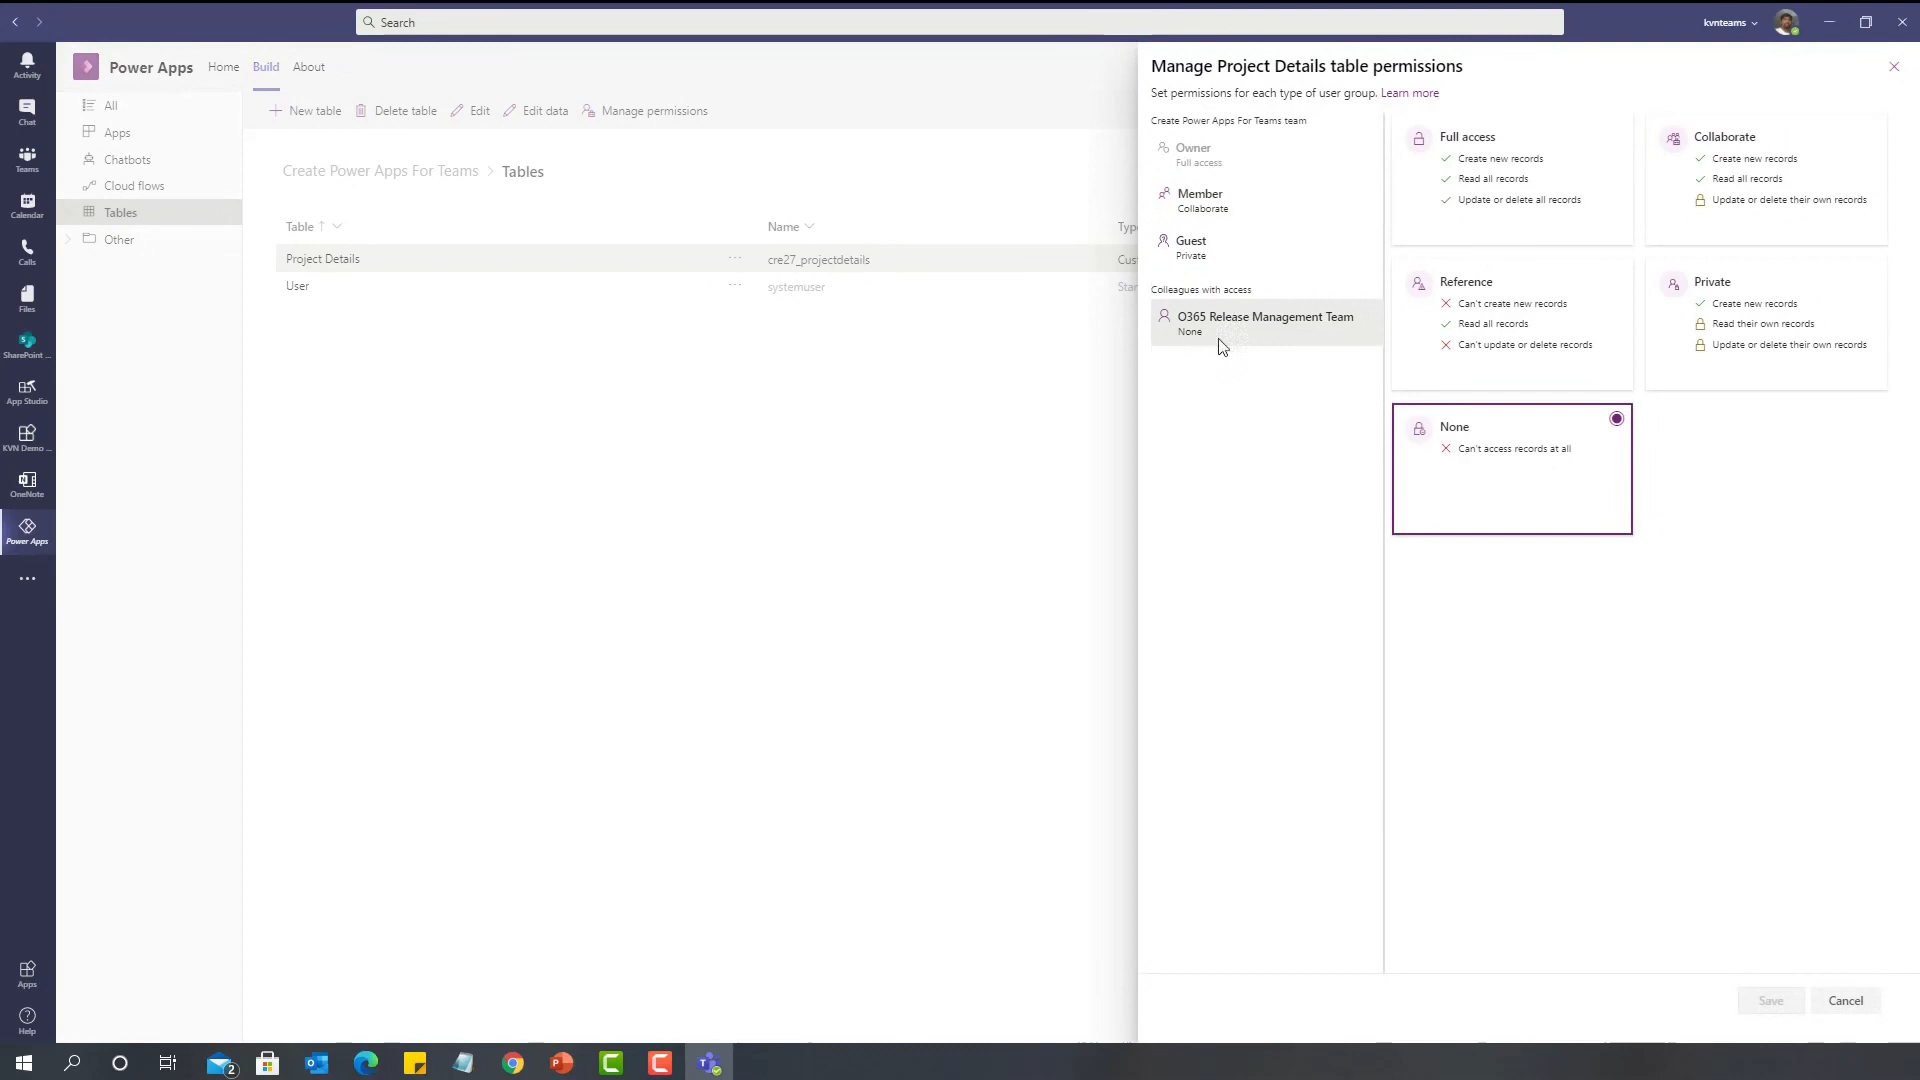 Search
kvnteams
Activity
Chat
Teams
Calendar
Calls
Files
SharePoint ...
App Studio
KVN Demo ...
OneNote
Power Apps
Apps
Help
Power Apps
Home
Build
About
All
Apps
Chatbots
Cloud flows
Tables
Other
New table
Delete table
Edit
Edit data
Manage permissions
Create Power Apps For Teams > Tables
Table ↑
Name
Typ
Project Details
...
cre27_projectdetails
Cust
User
...
systemuser
Stan
Manage Project Details table permissions
Set permissions for each type of user group. Learn more
Create Power Apps For Teams team
Owner
Full access
Member
Collaborate
Guest
Private
Colleagues with access
O365 Release Management Team
None
Full access
Create new records
Read all records
Update or delete all records
Collaborate
Create new records
Read all records
Update or delete their own records
Reference
Can't create new records
Read all records
Can't update or delete records
Private
Create new records
Read their own records
Update or delete their own records
None
Can't access records at all
Save
Cancel
2